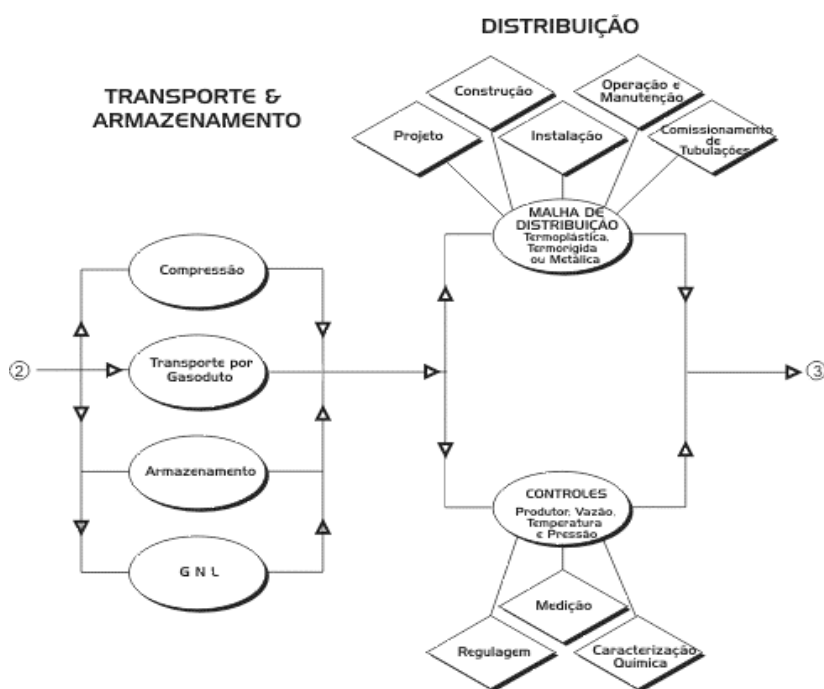 DISTRIBUIÇÃO
TRANSPORTE &
ARMAZENAMENTO
Construção
Operação e
Manutenção
Projeto
Instalação
Comissionamento
de
Tubulações
MALHA DE
DISTRIBUIÇÃO
Termoplástica,
Termorígida
ou Metálica
Compressão
2
Transporte por
Gasoduto
3
Armazenamento
G N L
CONTROLES
Produtor, Vazão,
Temperatura
e Pressão
Medição
Regulagem
Caracterização
Química